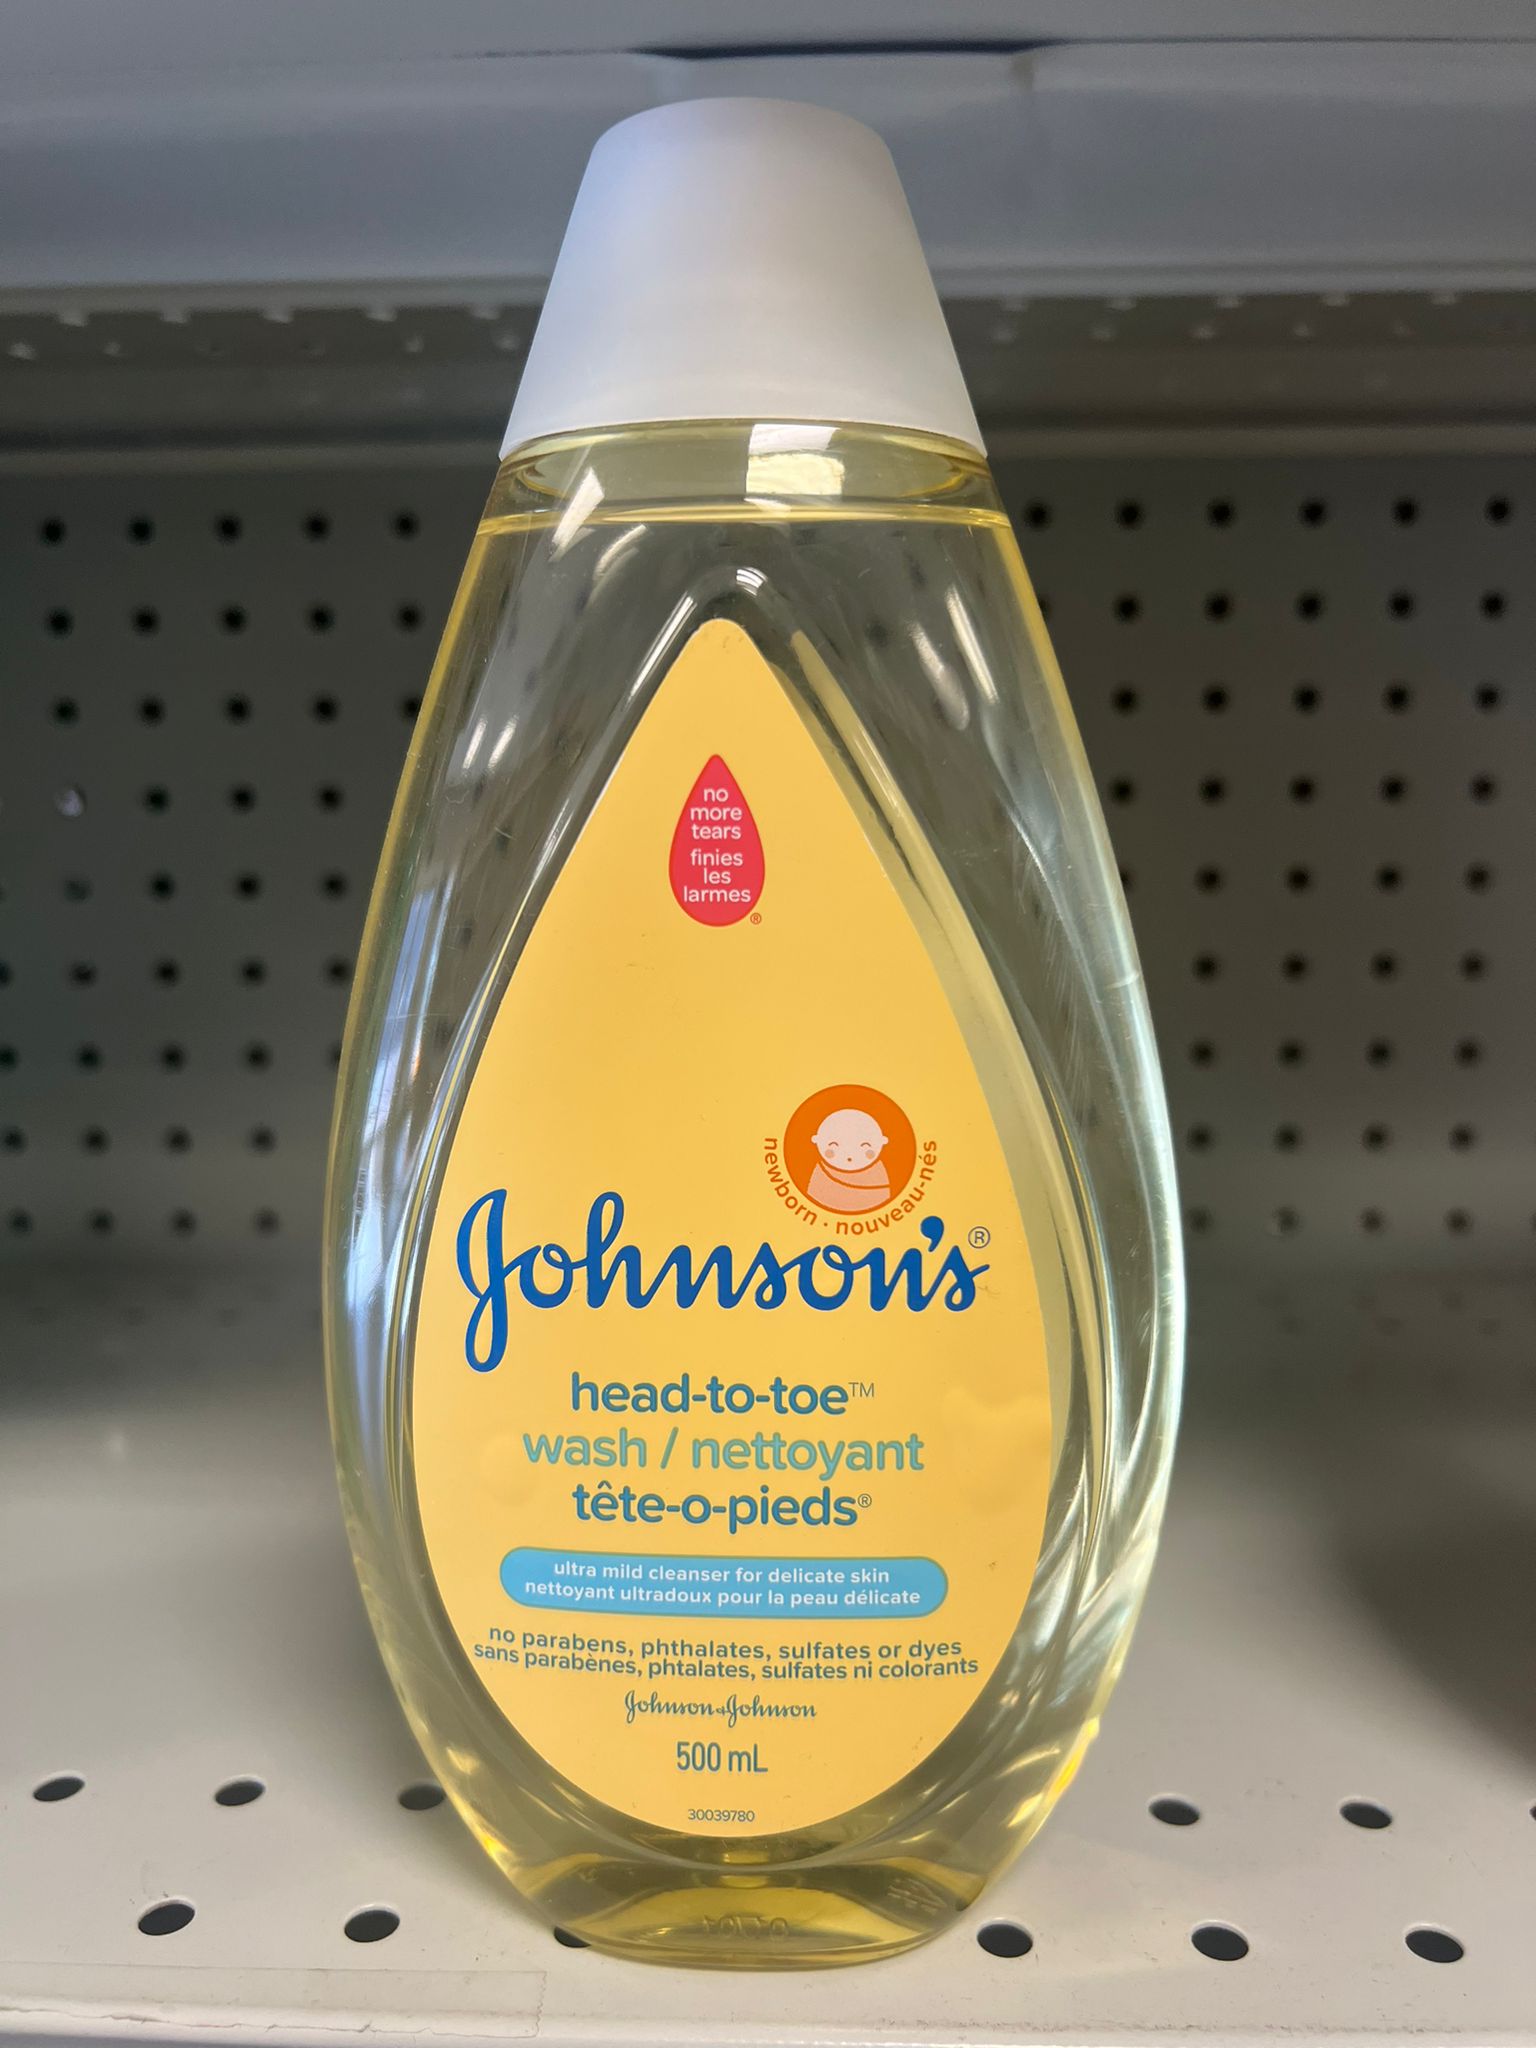 no
more
tears
finies
les
larmes
®
newborn · nouveau-nés
Johnson's®
head-to-toe™
wash / nettoyant
tête-o-pieds®
ultra mild cleanser for delicate skin
nettoyant ultradoux pour la peau délicate
no parabens, phthalates, sulfates or dyes
sans parabènes, phtalates, sulfates ni colorants
Johnson & Johnson
500 mL
30039780